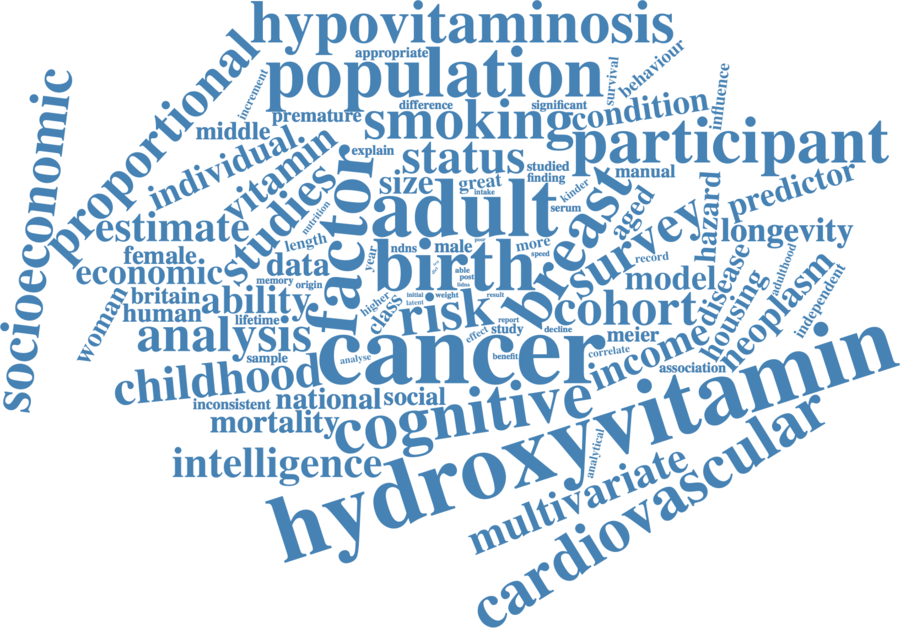 hypovitaminosis
appropriate
population
proportional
increment
survival
behaviour
influence
difference
significant
premature
smoking
condition
middle
participant
socioeconomic
individual
vitamin
explain
status
studied
finding
manual
size
great
intake
kinder
predictor
studies
nutrition
factor
adult
serum
breast
aged
hazard
estimate
length
survey
longevity
female
year
ndns
male
more
speed
record
economic
data
memory
origin
birth
able
post
model
disease
adulthood
woman
britain
ability
higher
initial
latent
weight
result
cohort
housing
neoplasm
independent
human
lifetime
class
risk
report
effect
study
decline
meier
analysis
sample
analyse
cancer
benefit
correlate
income
association
childhood
inconsistent
national
social
cognitive
hydroxyvitamin
mortality
intelligence
analytical
multivariate
cardiovascular